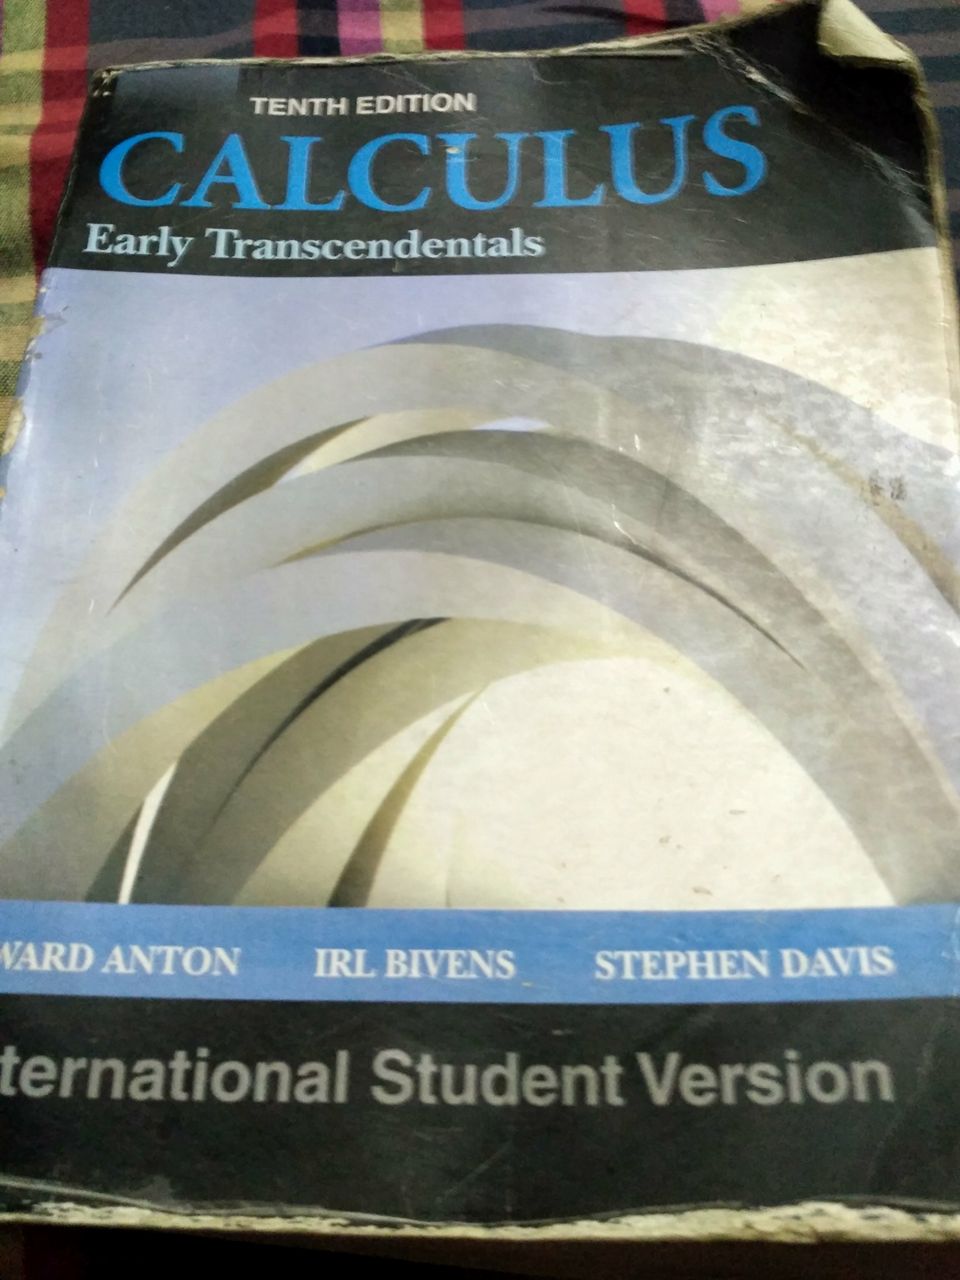 TENTH EDITION
CALCULUS
Early Transcendentals
WARD ANTON IRL BIVENS STEPHEN DAVIS
ternational Student Version